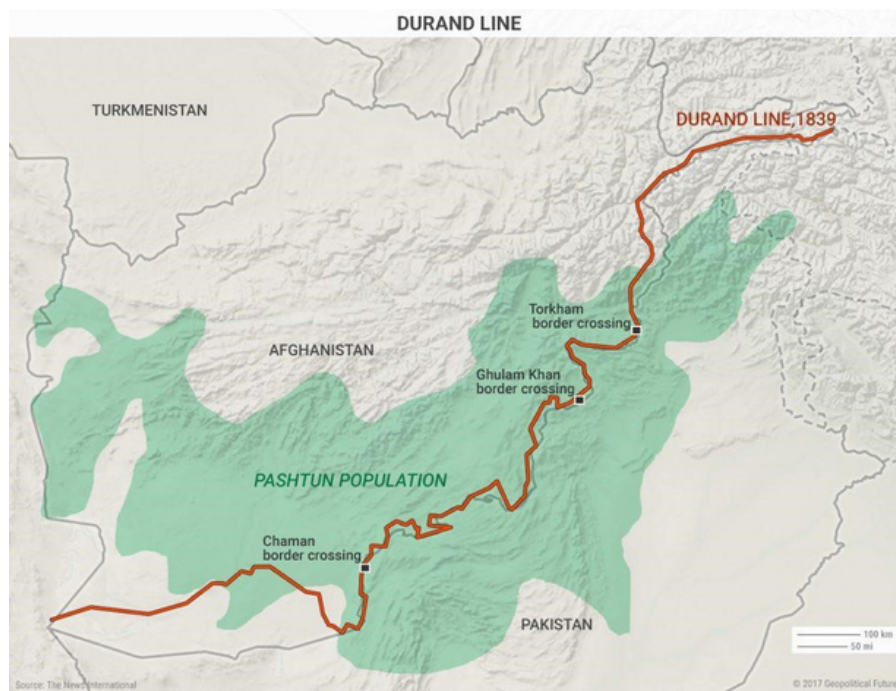 DURAND LINE
TURKMENISTAN
DURAND LINE,1839
Torkham
border crossing
AFGHANISTAN
Ghulam Khan
border crossing
PASHTUN POPULATION
Chaman
border crossing
PAKISTAN
100 km
50 mi
Source: The News International
© 2017 Geopolitical Future